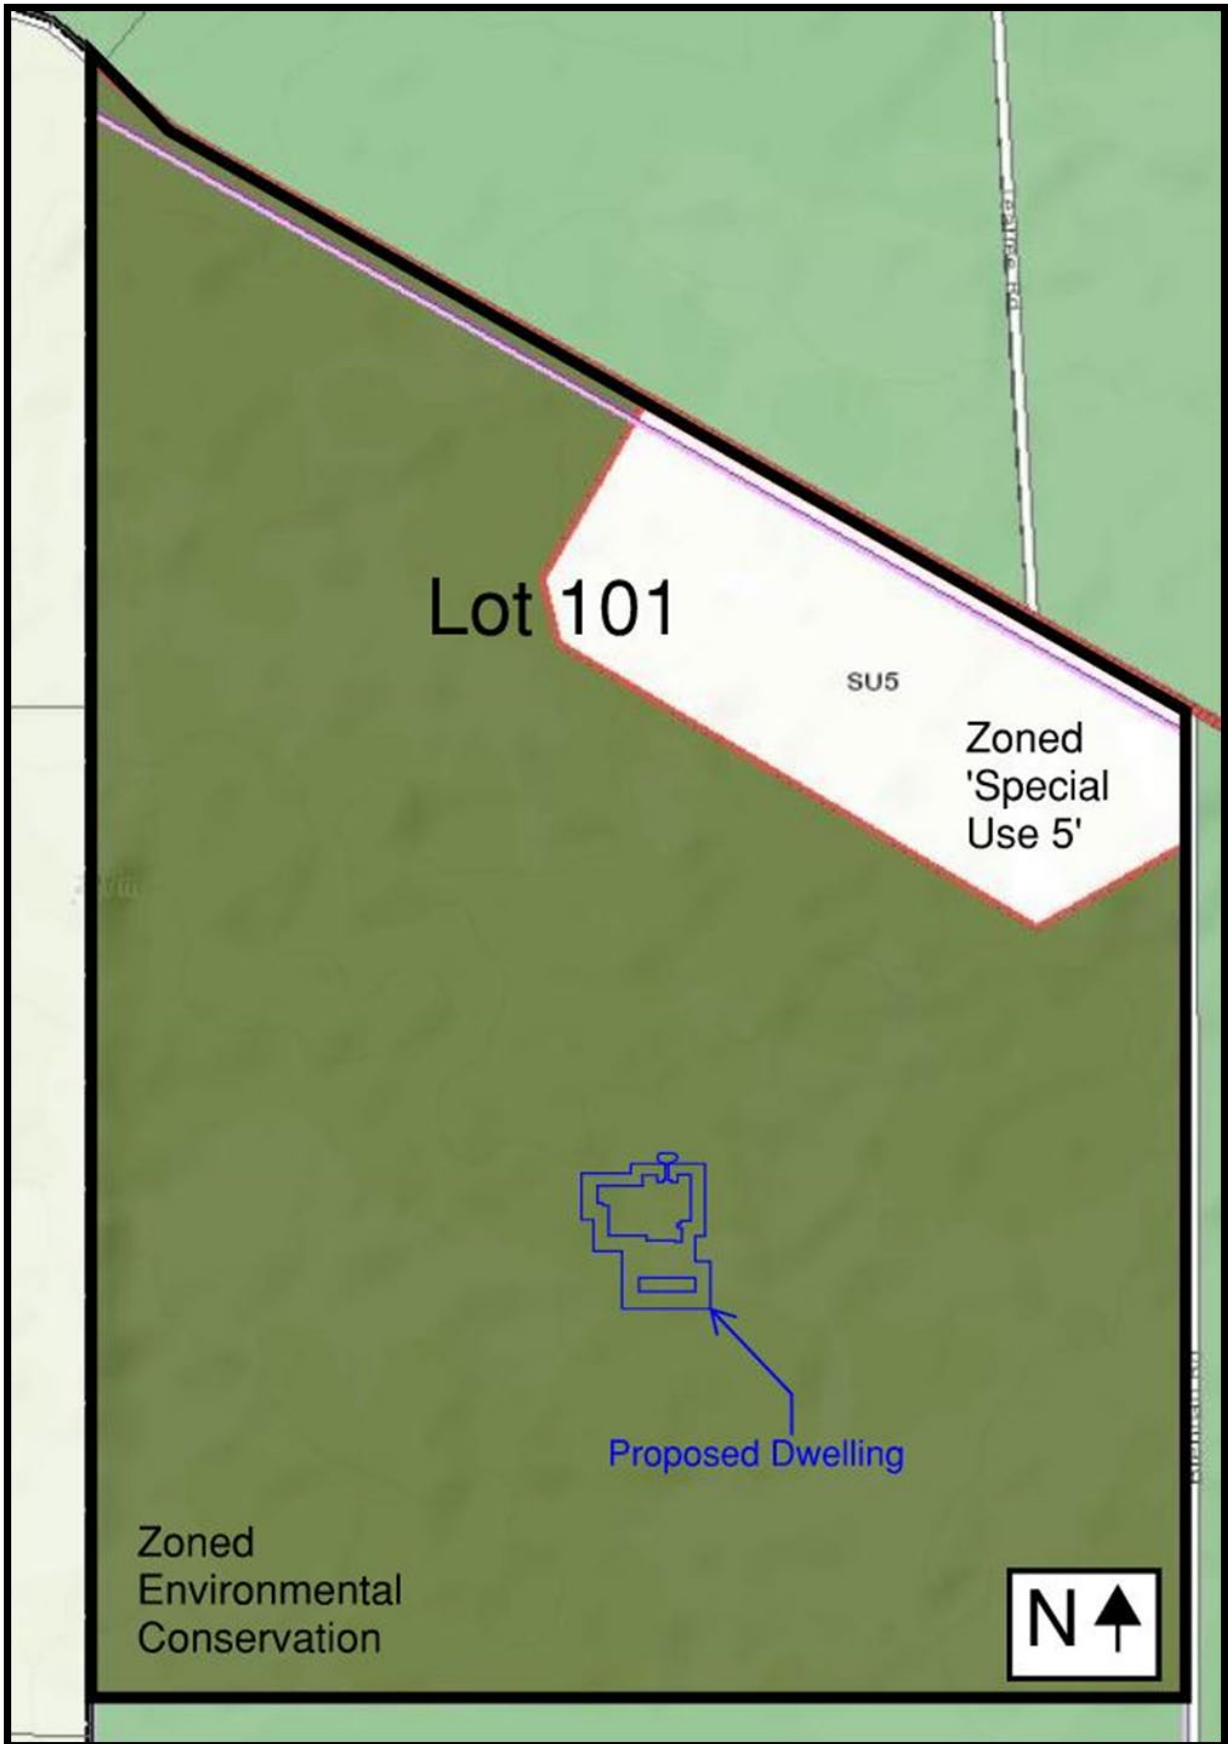 Lot 101
SU5
Zoned
'Special
Use 5'
Proposed Dwelling
Zoned
Environmental
Conservation
N